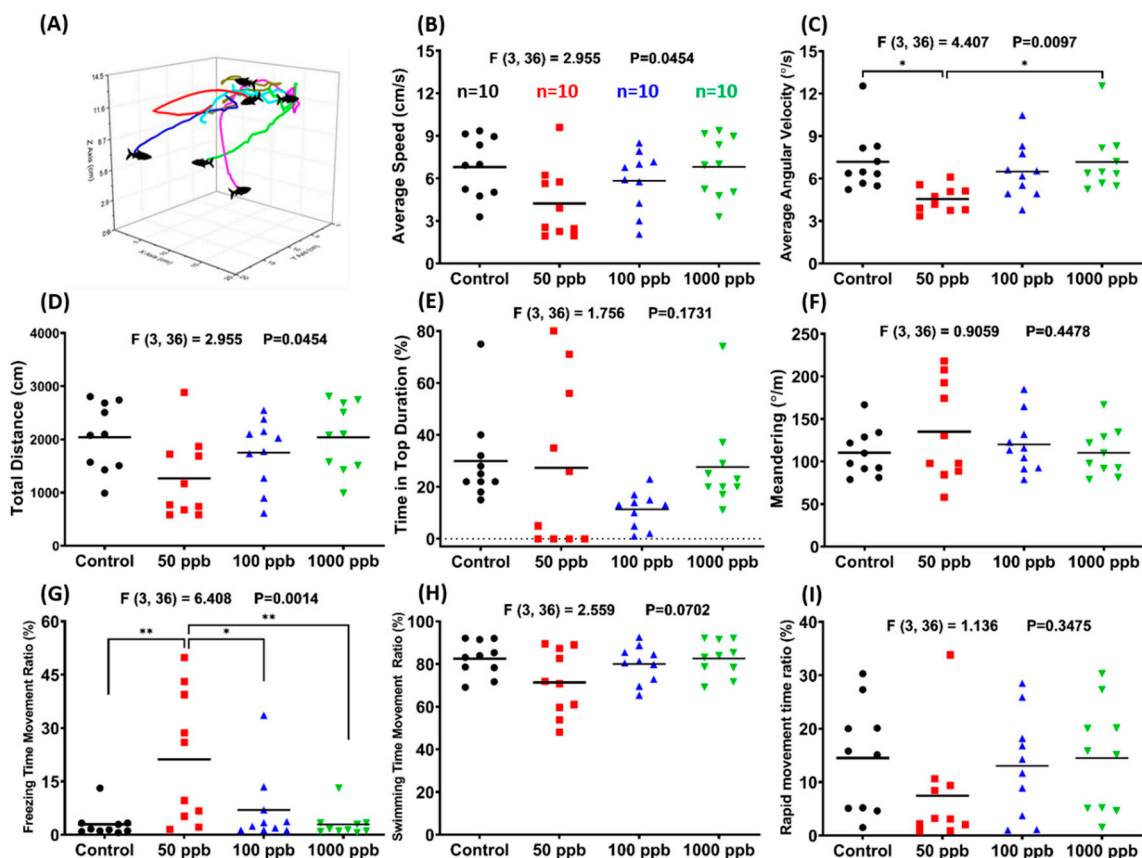 (A)
14.5
11.6
8.7
5.8
2.9
Z Axis (cm)
X Axis (cm)
Y Axis (cm)
(B)
F (3, 36) = 2.955 P=0.0454
n=10 n=10 n=10 n=10
Average Speed (cm/s)
15
12
9
6
3
0
Control 50 ppb 100 ppb 1000 ppb
(C)
F (3, 36) = 4.407 P=0.0097
* *
Average Angular Velocity (°/s)
15
12
9
6
3
0
Control 50 ppb 100 ppb 1000 ppb
(D)
F (3, 36) = 2.955 P=0.0454
Total Distance (cm)
4000
3000
2000
1000
0
Control 50 ppb 100 ppb 1000 ppb
(E)
F (3, 36) = 1.756 P=0.1731
Time in Top Duration (%)
80
60
40
20
0
Control 50 ppb 100 ppb 1000 ppb
(F)
F (3, 36) = 0.9059 P=0.4478
Meandering (°/m)
250
200
150
100
50
0
Control 50 ppb 100 ppb 1000 ppb
(G)
F (3, 36) = 6.408 P=0.0014
**
** *
Freezing Time Movement Ratio (%)
60
45
30
15
0
Control 50 ppb 100 ppb 1000 ppb
(H)
F (3, 36) = 2.559 P=0.0702
Swimming Time Movement Ratio (%)
100
80
60
40
20
0
Control 50 ppb 100 ppb 1000 ppb
(I)
F (3, 36) = 1.136 P=0.3475
Rapid movement time ratio (%)
40
30
20
10
0
Control 50 ppb 100 ppb 1000 ppb